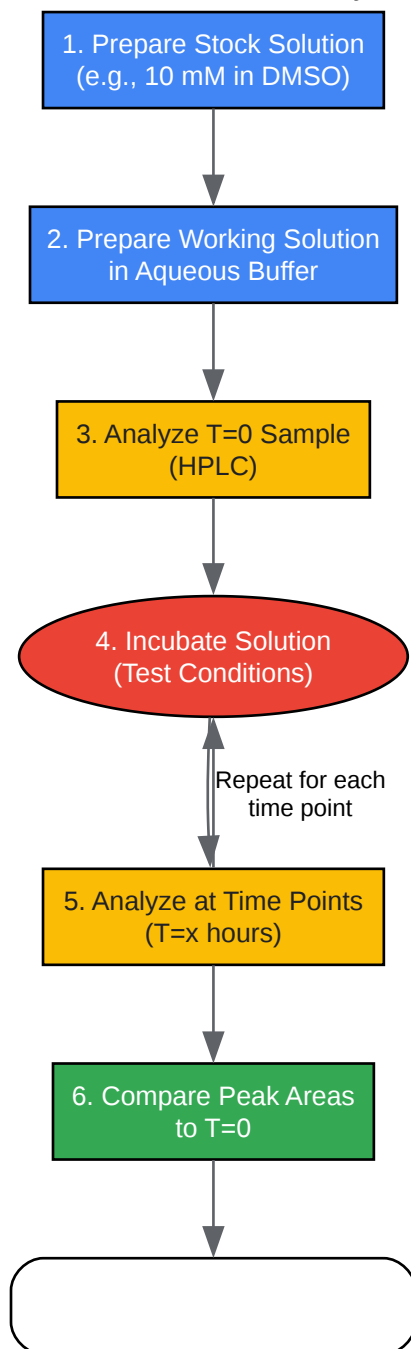 1. Prepare Stock Solution
(e.g., 10 mM in DMSO)
2. Prepare Working Solution
in Aqueous Buffer
3. Analyze T=0 Sample
(HPLC)
4. Incubate Solution
(Test Conditions)
Repeat for each
time point
5. Analyze at Time Points
(T=x hours)
6. Compare Peak Areas
to T=0